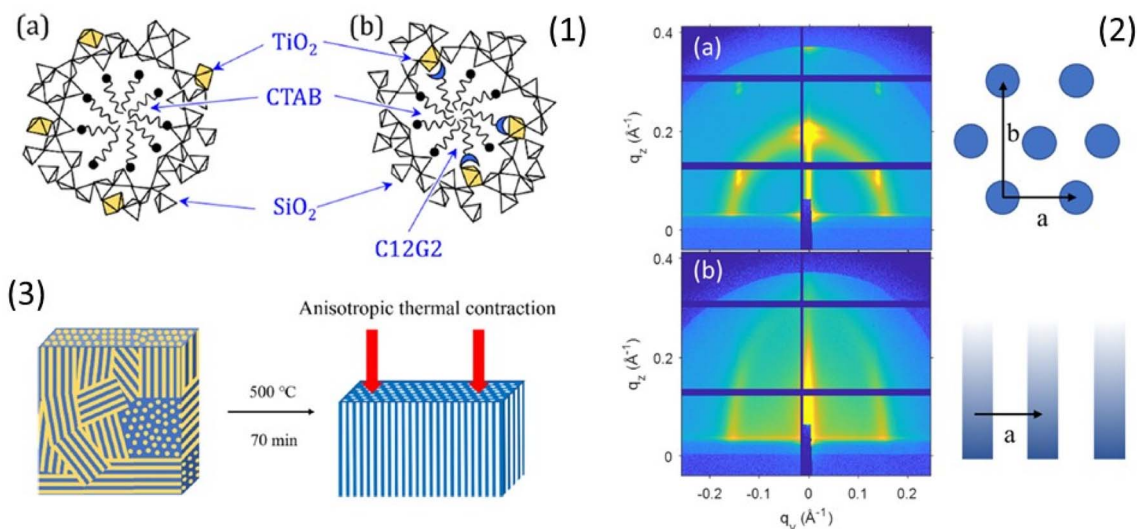 (a)
(b)
(1)
TiO₂
CTAB
SiO₂
C12G2
(a)
0.4
0.2
0
q_z (Å⁻¹)
(b)
0.4
0.2
0
q_z (Å⁻¹)
-0.2
-0.1
0
0.1
0.2
q_y (Å⁻¹)
(2)
b
a
a
(3)
Anisotropic thermal contraction
500 °C
70 min